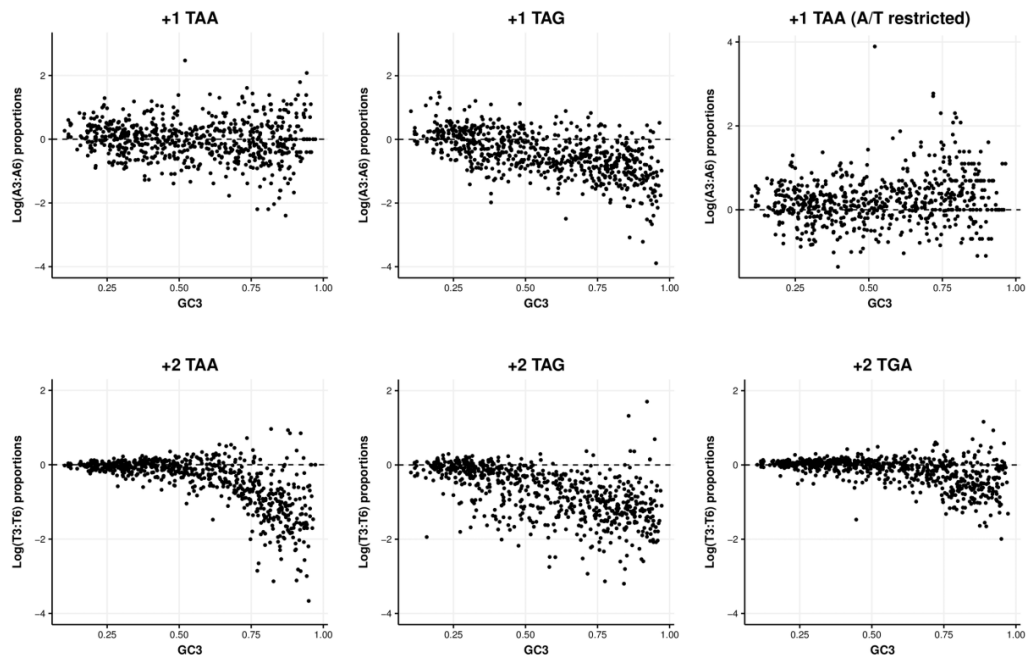 +1 TAA
+1 TAG
+1 TAA (A/T restricted)
Log(A3:A6) proportions
2
0
−2
−4
0.25 0.50 0.75 1.00
GC3
Log(A3:A6) proportions
2
0
−2
−4
0.25 0.50 0.75 1.00
GC3
Log(A3:A6) proportions
4
2
0
0.25 0.50 0.75 1.00
GC3
+2 TAA
+2 TAG
+2 TGA
Log(T3:T6) proportions
2
0
−2
−4
0.25 0.50 0.75 1.00
GC3
Log(T3:T6) proportions
2
0
−2
−4
0.25 0.50 0.75 1.00
GC3
Log(T3:T6) proportions
2
0
−2
−4
0.25 0.50 0.75 1.00
GC3